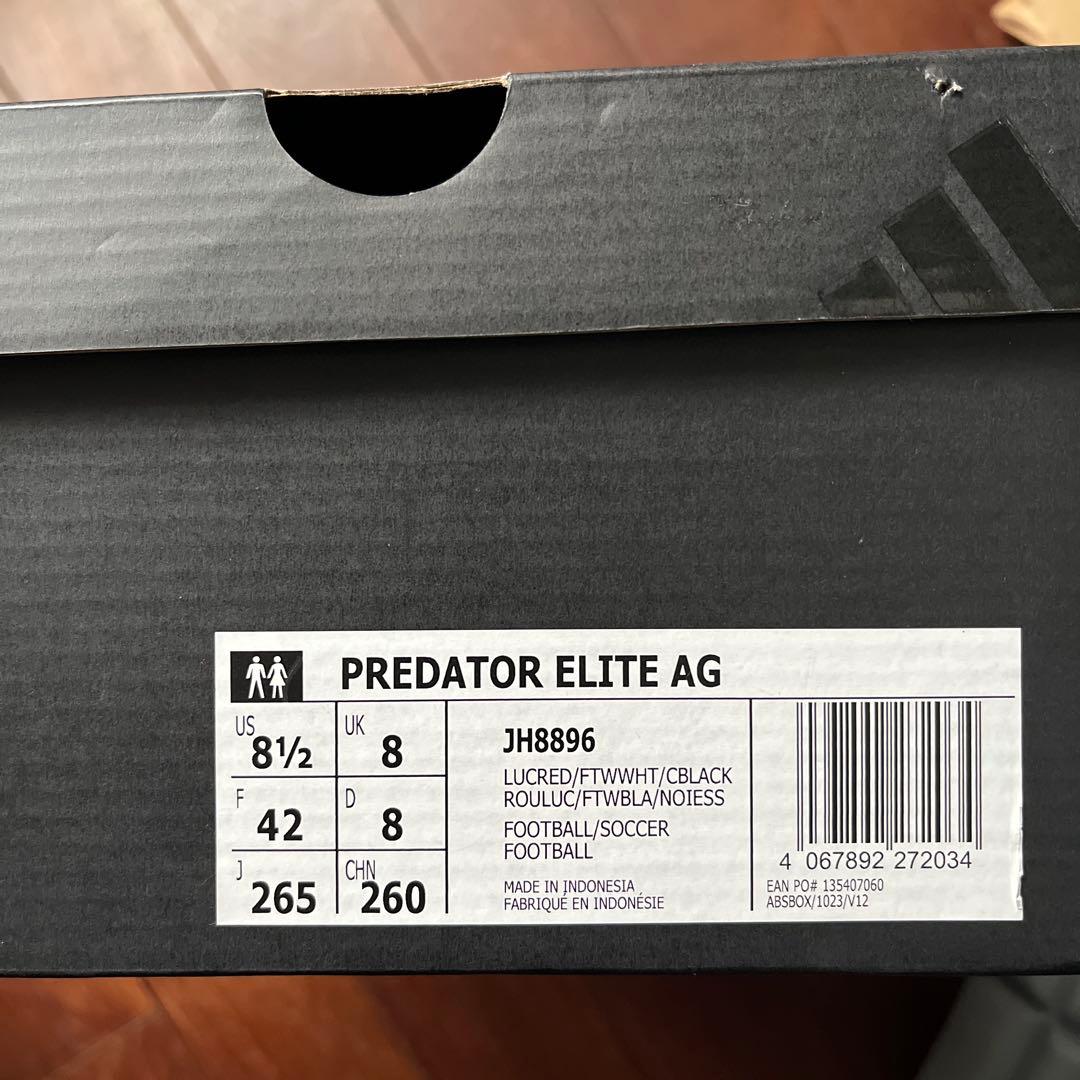 PREDATOR ELITE AG
US 8½ UK 8
F 42 D 8
J 265 CHN 260
JH8896
LUCRED/FTWWHT/CBLACK
ROULUC/FTWBLA/NOIESS
FOOTBALL/SOCCER
FOOTBALL
MADE IN INDONESIA
FABRIQUÉ EN INDONÉSIE
4 067892 272034
EAN PO# 135407060
ABSBOX/1023/V12